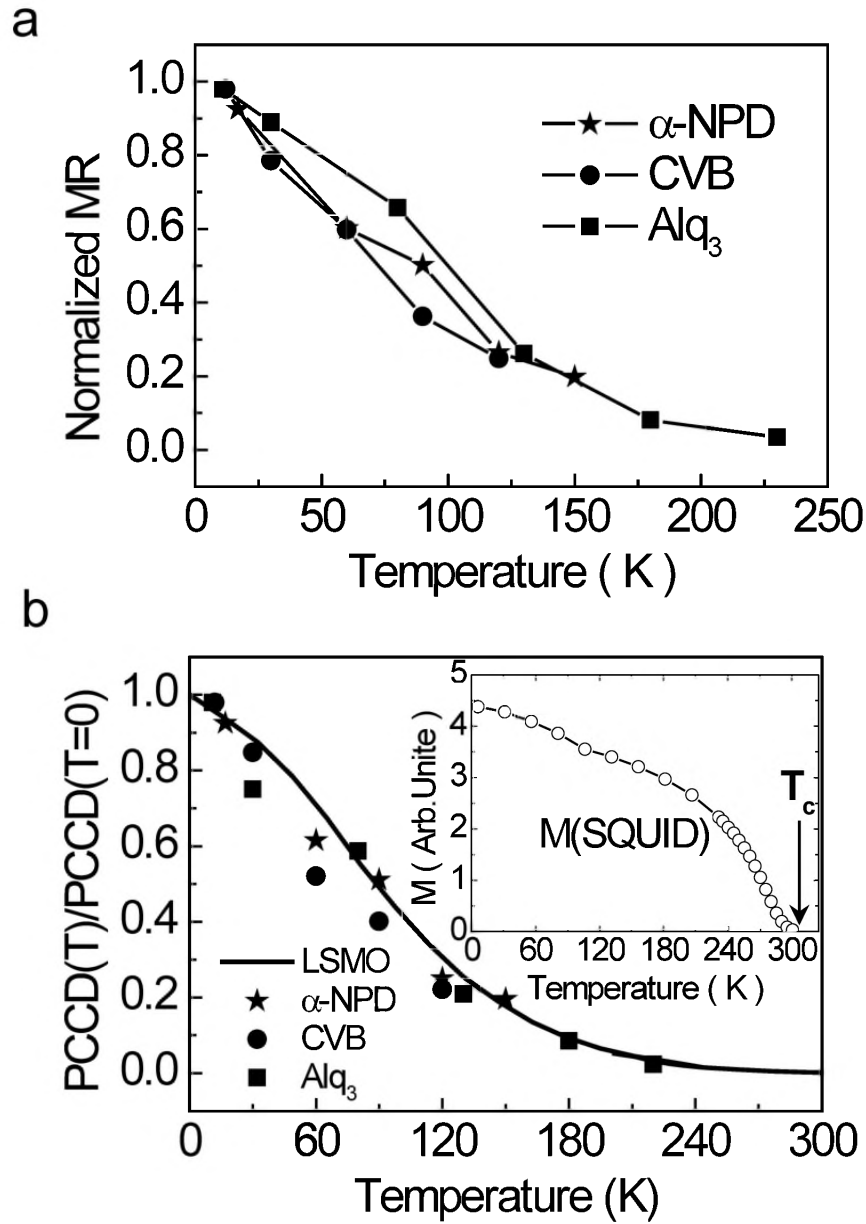 a
Normalized MR
1.0
0.8
0.6
0.4
0.2
0.0
α-NPD
CVB
Alq₃
0 50 100 150 200 250
Temperature ( K )
b
PCCD(T)/PCCD(T=0)
1.0
0.8
0.6
0.4
0.2
0.0
LSMO
α-NPD
CVB
Alq₃
M ( Arb.Unite )
5
4
3
2
1
0
M(SQUID)
T_c
0 60 120 180 240 300
Temperature ( K )
0 60 120 180 240 300
Temperature (K)